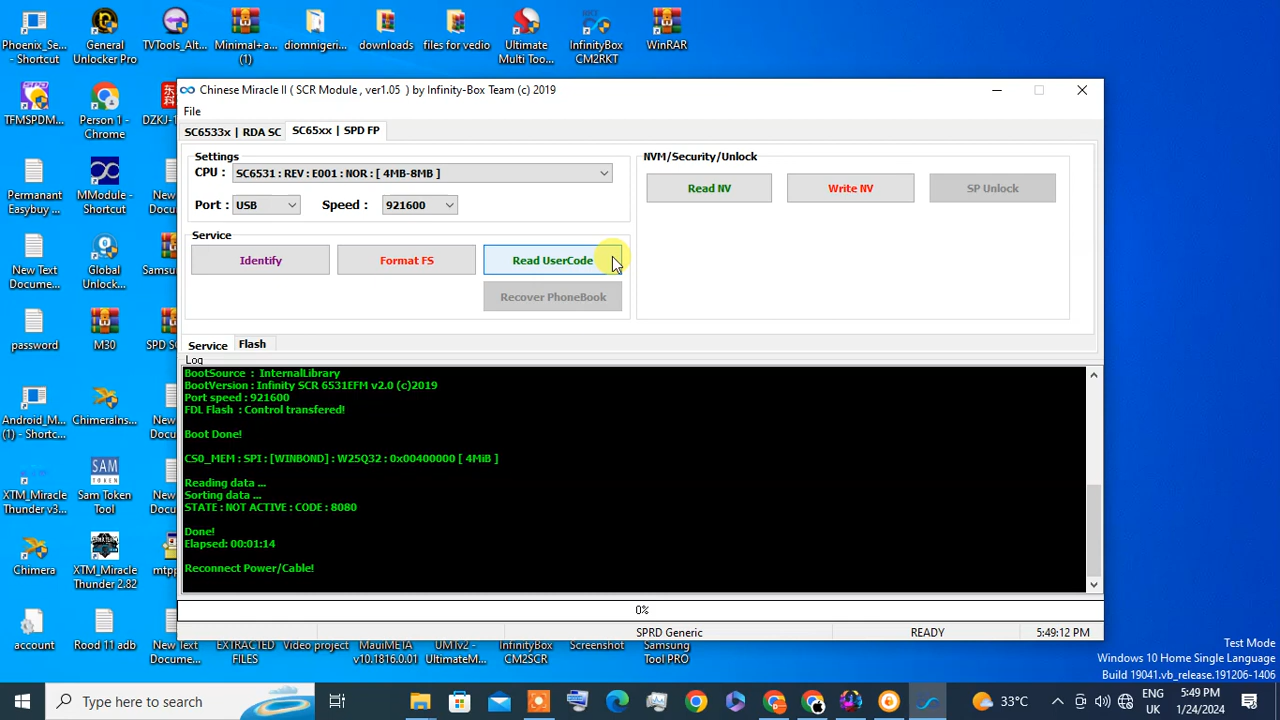 Phoenix_Se... - Shortcut
General Unlocker Pro
TVTools_Alt...
Minimal+a... (1)
diomnigeri...
downloads
files for vedio
Ultimate Multi Too...
InfinityBox CM2RKT
WinRAR
TFMSPDM...
Person 1 - Chrome
DZKJ-1
Permanant Easybuy ...
MModule - Shortcut
New Docu
New Text Docume...
Global Unlock...
Samsu
password
M30
SPD SC
Android_M... (1) - Shortc...
ChimeraIns...
New Docu
XTM_Miracle Thunder v3...
SAM TOKEN
Sam Token Tool
New Docu
Chimera
XTM_Miracle Thunder 2.82
mtpp
account
Rood 11 adb
New Text Docume...
EXTRACTED FILES
Video project
MauiMETA v10.1816.0.01
UMTv2 - UltimateM...
InfinityBox CM2SCR
Screenshot
Samsung Tool PRO
Chinese Miracle II ( SCR Module , ver1.05 ) by Infinity-Box Team (c) 2019
File
SC6533x | RDA SC
SC65xx | SPD FP
Settings
CPU : SC6531 : REV : E001 : NOR : [ 4MB-8MB ]
Port : USB Speed : 921600
Service
Identify
Format FS
Read UserCode
Recover PhoneBook
NVM/Security/Unlock
Read NV
Write NV
SP Unlock
Service
Flash
Log
BootSource : InternalLibrary
BootVersion : Infinity SCR 6531EFM v2.0 (c)2019
Port speed : 921600
FDL Flash : Control transfered!
Boot Done!
CS0_MEM : SPI : [WINBOND] : W25Q32 : 0x00400000 [ 4MiB ]
Reading data ...
Sorting data ...
STATE : NOT ACTIVE : CODE : 8080
Done!
Elapsed: 00:01:14
Reconnect Power/Cable!
0%
SPRD Generic
READY
5:49:12 PM
Test Mode
Windows 10 Home Single Language
Build 19041.vb_release.191206-1406
Type here to search
33°C
ENG
UK
5:49 PM
1/24/2024